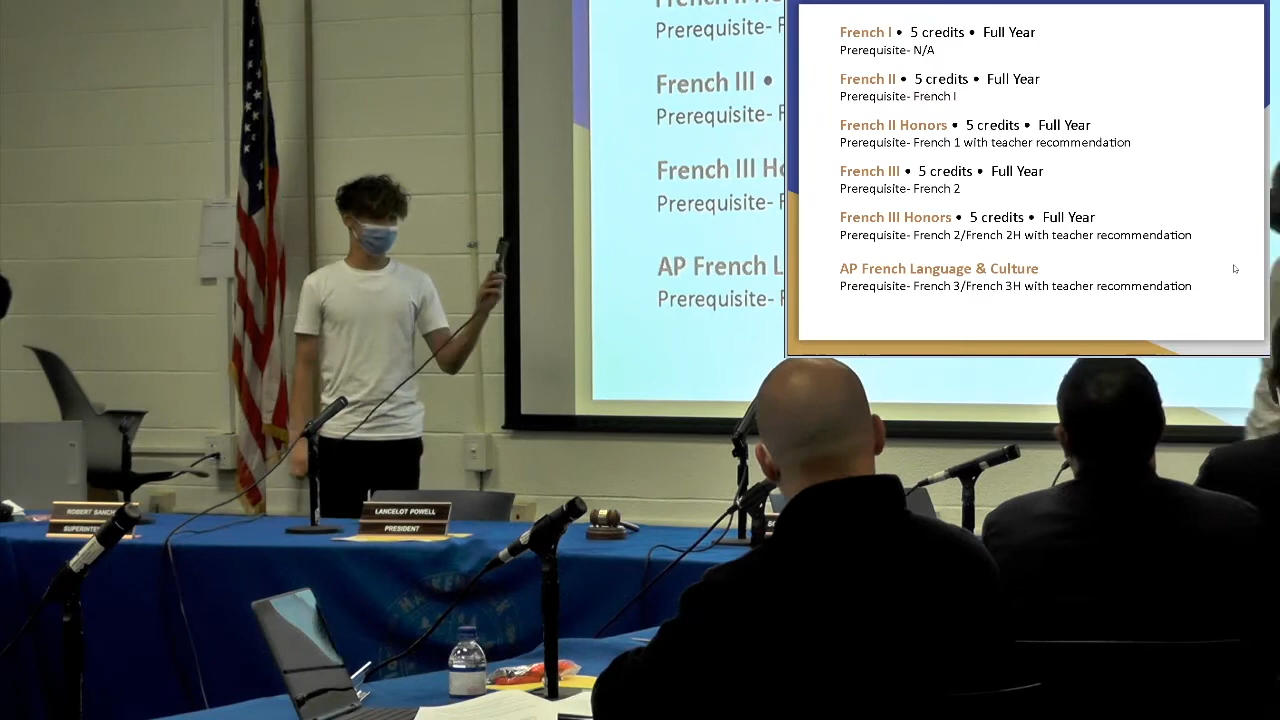 Prerequisite- F
French III •
Prerequisite- F
French III Ho
Prerequisite- F
AP French L
Prerequisite- F
French I • 5 credits • Full Year
Prerequisite- N/A
French II • 5 credits • Full Year
Prerequisite- French I
French II Honors • 5 credits • Full Year
Prerequisite- French 1 with teacher recommendation
French III • 5 credits • Full Year
Prerequisite- French 2
French III Honors • 5 credits • Full Year
Prerequisite- French 2/French 2H with teacher recommendation
AP French Language & Culture
Prerequisite- French 3/French 3H with teacher recommendation
ROBERT SANCH
SUPERINTE
LANCELOT POWELL
PRESIDENT